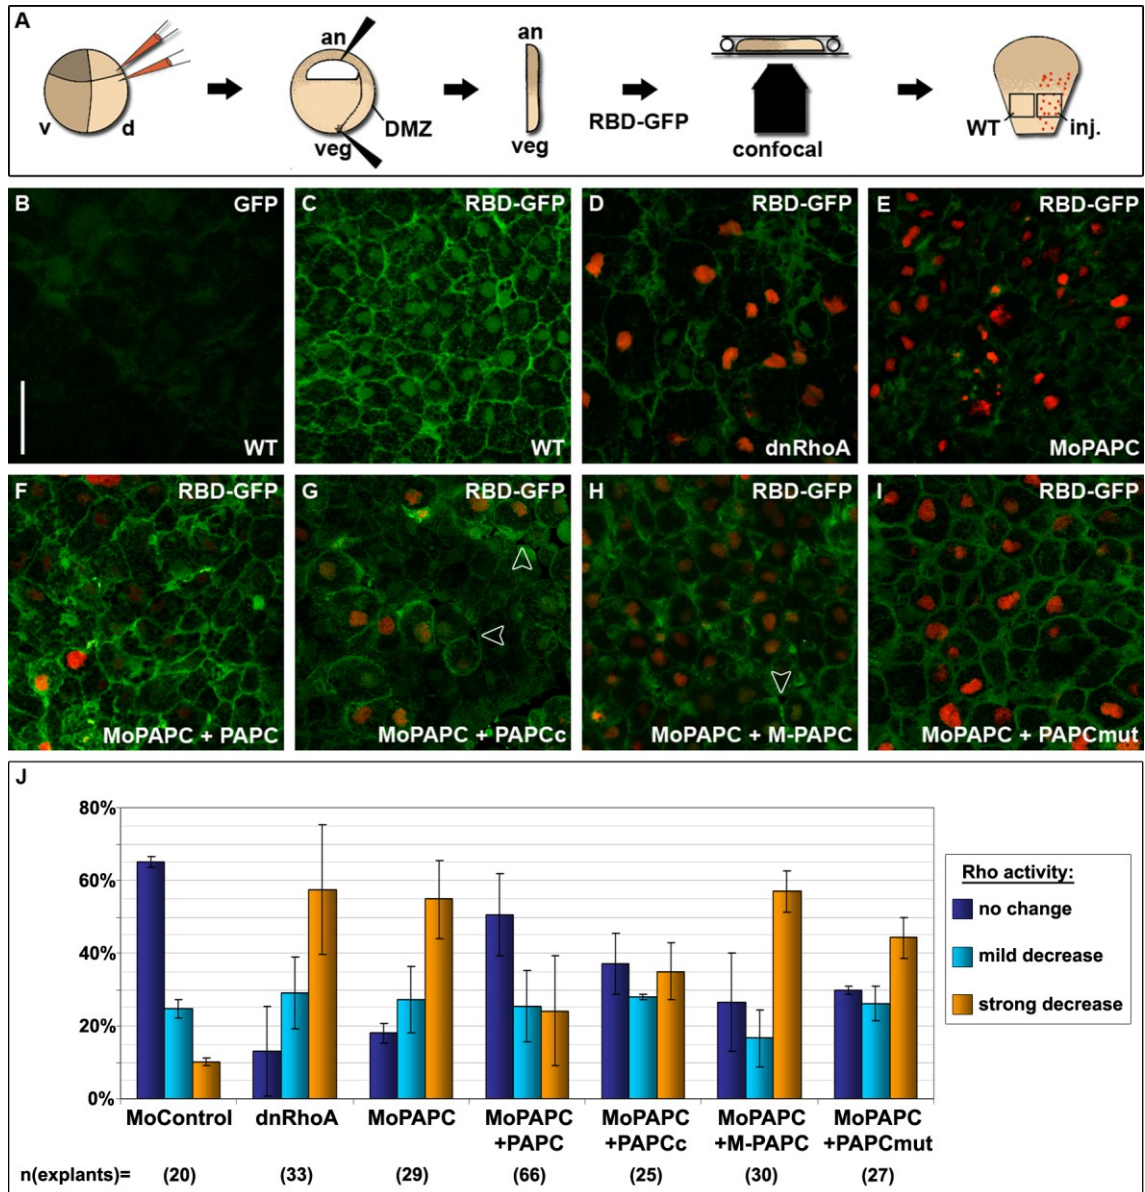 A
an
an
v
d
veg
DMZ
veg
RBD-GFP
confocal
WT
inj.
B
GFP
WT
C
RBD-GFP
WT
D
RBD-GFP
dnRhoA
E
RBD-GFP
MoPAPC
F
RBD-GFP
MoPAPC + PAPC
G
RBD-GFP
MoPAPC + PAPCc
H
RBD-GFP
MoPAPC + M-PAPC
I
RBD-GFP
MoPAPC + PAPCmut
J
80%
60%
40%
20%
0%
MoControl
dnRhoA
MoPAPC
MoPAPC
+PAPC
MoPAPC
+PAPCc
MoPAPC
+M-PAPC
MoPAPC
+PAPCmut
n(explants)= (20) (33) (29) (66) (25) (30) (27)
Rho activity:
no change
mild decrease
strong decrease